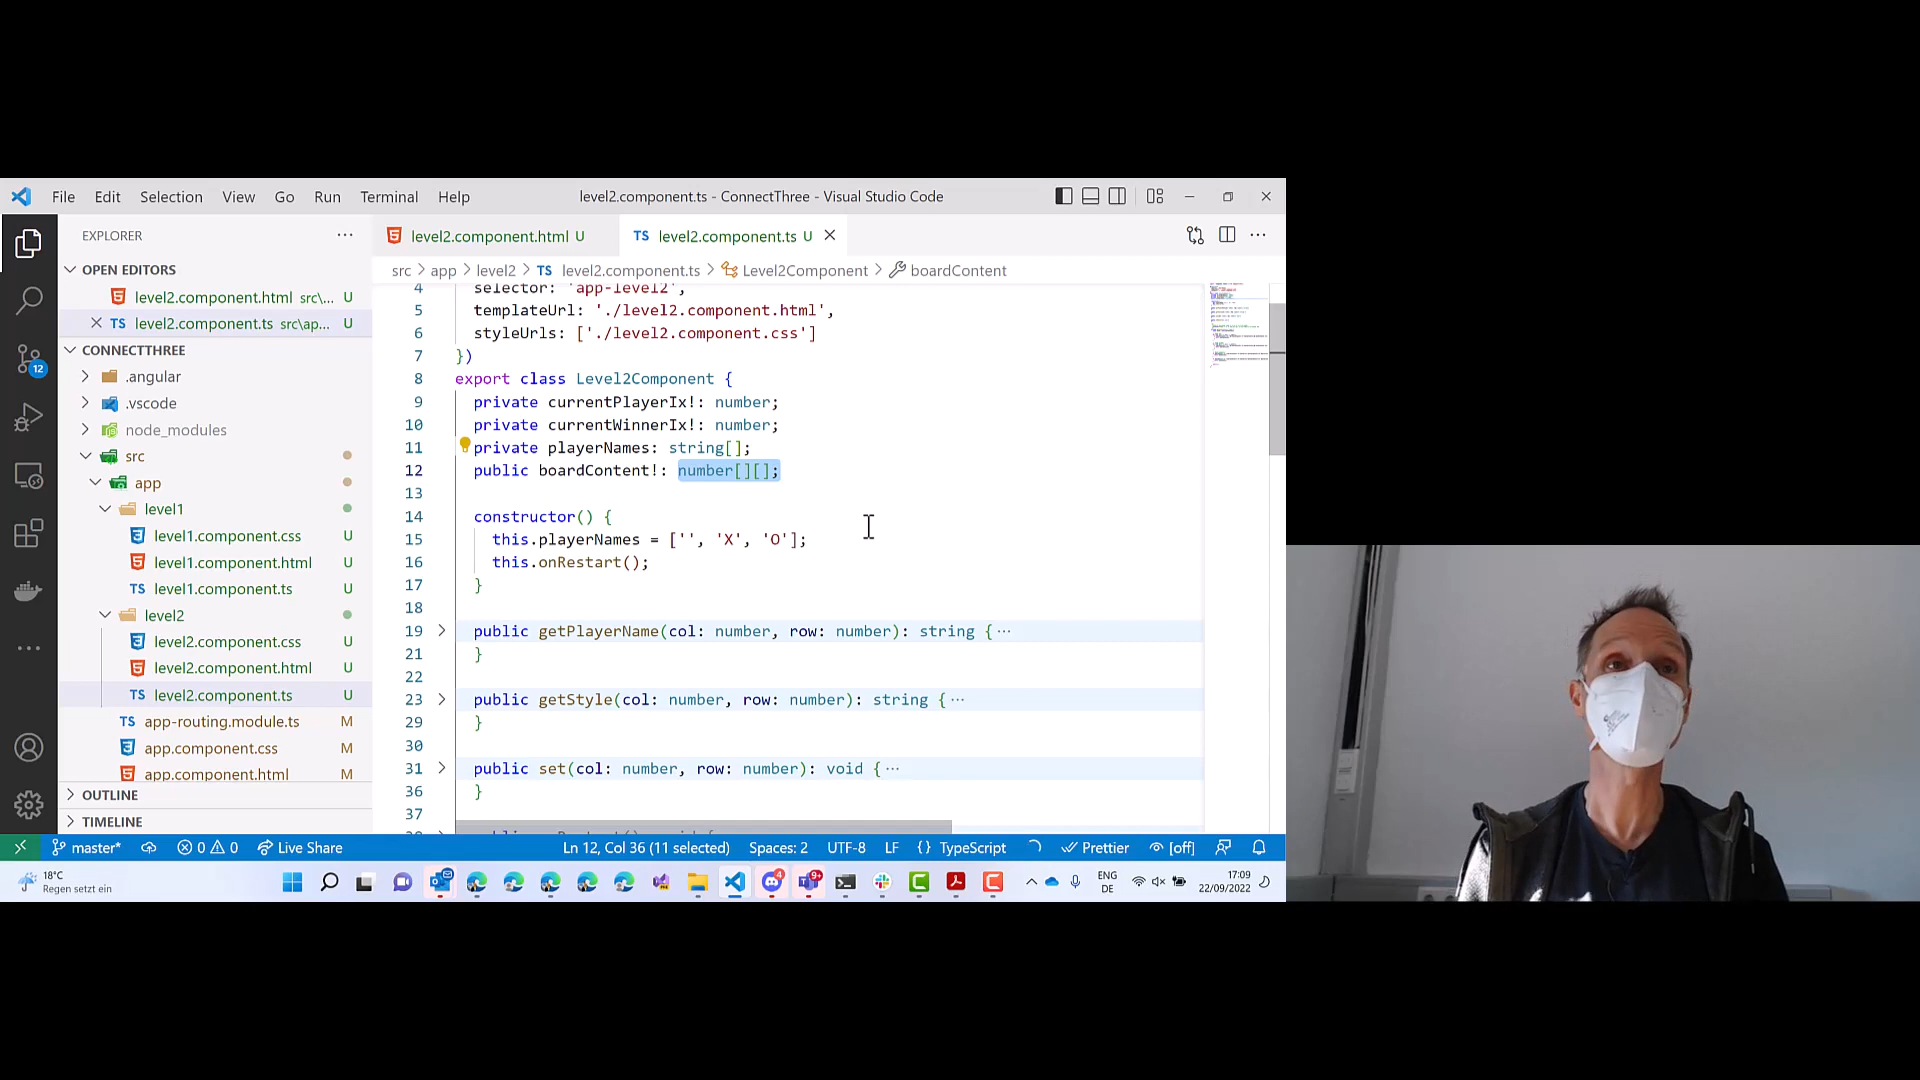 File Edit Selection View Go Run Terminal Help
level2.component.ts - ConnectThree - Visual Studio Code
EXPLORER
OPEN EDITORS
level2.component.html src\... U
level2.component.ts src\ap... U
CONNECTTHREE
.angular
.vscode
node_modules
src
app
level1
level1.component.css U
level1.component.html U
level1.component.ts U
level2
level2.component.css U
level2.component.html U
level2.component.ts U
app-routing.module.ts M
app.component.css M
app.component.html M
OUTLINE
TIMELINE
12
level2.component.html U
TS level2.component.ts U
src > app > level2 > TS level2.component.ts > Level2Component > boardContent
4 selector: 'app-level2',
5 templateUrl: './level2.component.html',
6 styleUrls: ['./level2.component.css']
7 })
8 export class Level2Component {
9 private currentPlayerIx!: number;
10 private currentWinnerIx!: number;
11 private playerNames: string[];
12 public boardContent!: number[][];
13
14 constructor() {
15 this.playerNames = ['', 'X', 'O'];
16 this.onRestart();
17 }
18
19 public getPlayerName(col: number, row: number): string {...
21 }
22
23 public getStyle(col: number, row: number): string {...
29 }
30
31 public set(col: number, row: number): void {...
36 }
37
master* 0 0 Live Share Ln 12, Col 36 (11 selected) Spaces: 2 UTF-8 LF {} TypeScript Prettier [off]
18°C
Regen setzt ein
4
9+
ENG
DE
17:09
22/09/2022